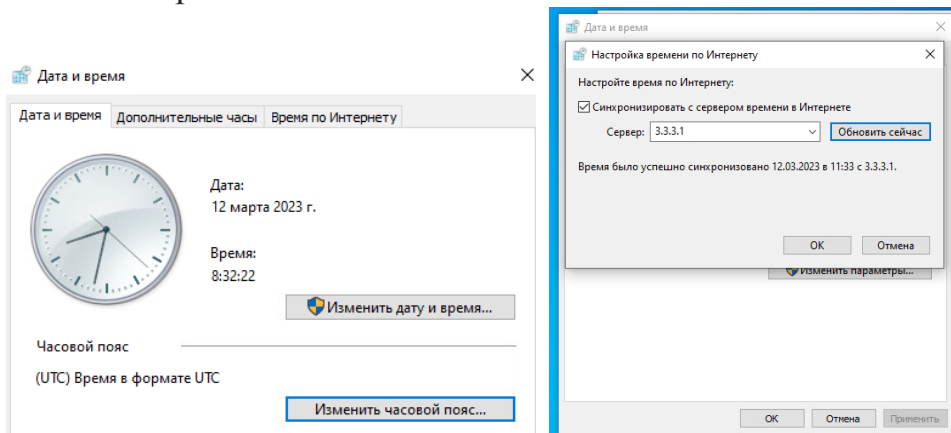 Дата и время
Дата и время
Дополнительные часы
Время по Интернету
Дата:
12 марта 2023 г.
Время:
8:32:22
Изменить дату и время...
Часовой пояс
(UTC) Время в формате UTC
Изменить часовой пояс...
Дата и время
Настройка времени по Интернету
Настройте время по Интернету:
Синхронизировать с сервером времени в Интернете
Сервер: 3.3.3.1
Обновить сейчас
Время было успешно синхронизовано 12.03.2023 в 11:33 с 3.3.3.1.
ОК
Отмена
Изменить параметры...
ОК
Отмена
Применить